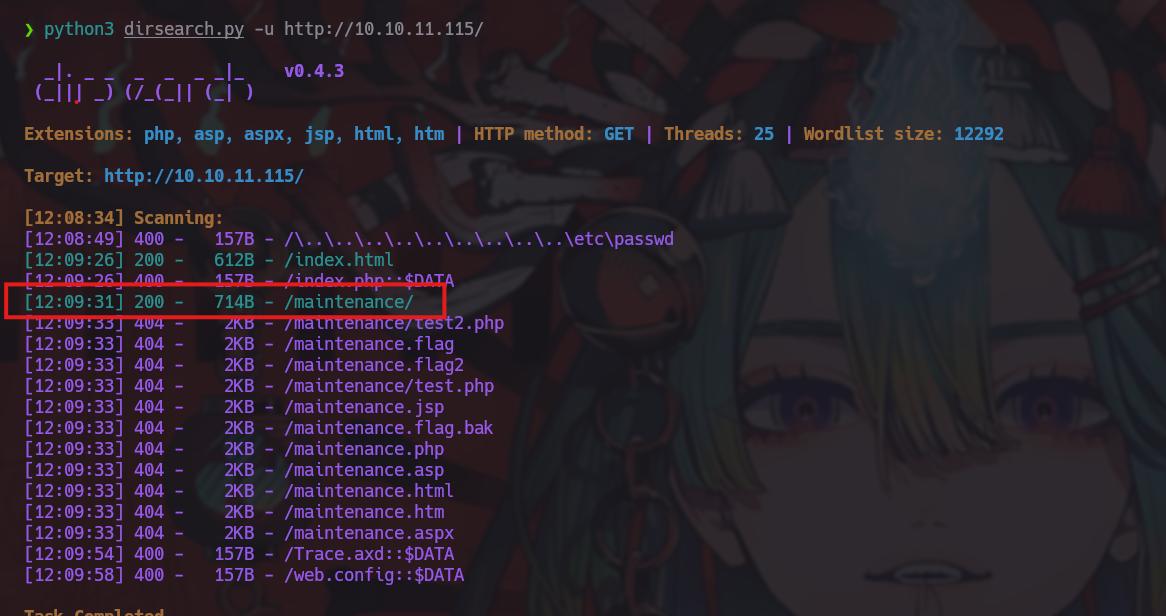 ❯ python3 dirsearch.py -u http://10.10.11.115/
  _|. _ _  _  _  _ _|_    v0.4.3
 (_||| _) (/_(_|| (_| )
Extensions: php, asp, aspx, jsp, html, htm | HTTP method: GET | Threads: 25 | Wordlist size: 12292
Target: http://10.10.11.115/
[12:08:34] Scanning:
[12:08:49] 400 -   157B - /\..\..\..\..\..\..\..\..\..\etc\passwd
[12:09:26] 200 -   612B - /index.html
[12:09:26] 400 -   157B - /index.php::$DATA
[12:09:31] 200 -   714B - /maintenance/
[12:09:33] 404 -    2KB - /maintenance/test2.php
[12:09:33] 404 -    2KB - /maintenance.flag
[12:09:33] 404 -    2KB - /maintenance.flag2
[12:09:33] 404 -    2KB - /maintenance/test.php
[12:09:33] 404 -    2KB - /maintenance.jsp
[12:09:33] 404 -    2KB - /maintenance.flag.bak
[12:09:33] 404 -    2KB - /maintenance.php
[12:09:33] 404 -    2KB - /maintenance.asp
[12:09:33] 404 -    2KB - /maintenance.html
[12:09:33] 404 -    2KB - /maintenance.htm
[12:09:33] 404 -    2KB - /maintenance.aspx
[12:09:54] 400 -   157B - /Trace.axd::$DATA
[12:09:58] 400 -   157B - /web.config::$DATA
Task Completed